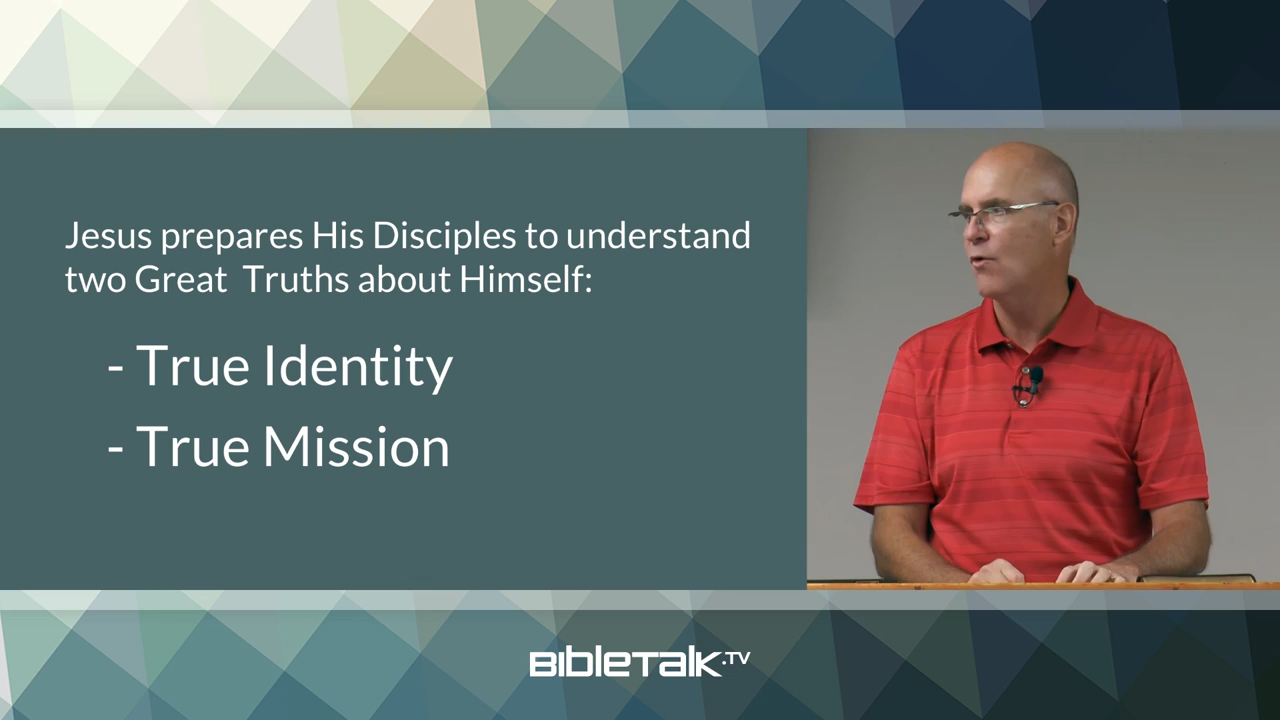 Jesus prepares His Disciples to understand
two Great  Truths about Himself:
- True Identity
- True Mission
BibleTalk.TV